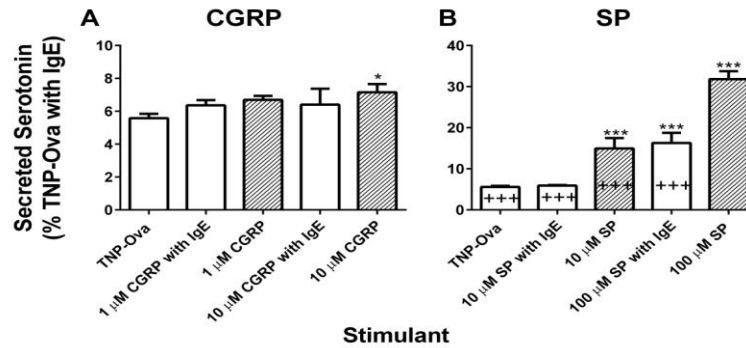 A CGRP
B SP
Secreted Serotonin
(% TNP-Ova with IgE)
10
8
6
4
2
0
*
TNP-Ova
1 μM CGRP with IgE
1 μM CGRP
10 μM CGRP with IgE
10 μM CGRP
40
30
20
10
0
***
***
***
+++
+++
+++
+++
TNP-Ova
10 μM SP with IgE
10 μM SP
100 μM SP with IgE
100 μM SP
Stimulant